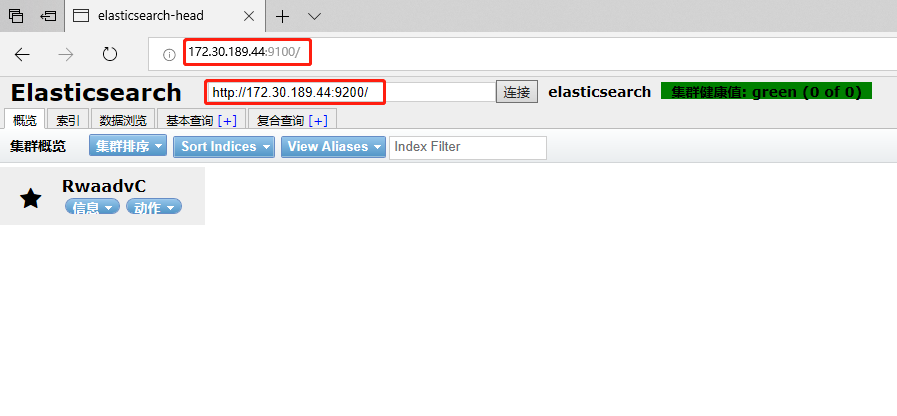 elasticsearch-head
172.30.189.44:9100/
Elasticsearch http://172.30.189.44:9200/ 连接 elasticsearch 集群健康值: green (0 of 0)
概览 索引 数据浏览 基本查询 [+] 复合查询 [+]
集群概览 集群排序 Sort Indices View Aliases Index Filter
RwaadvC
信息 动作